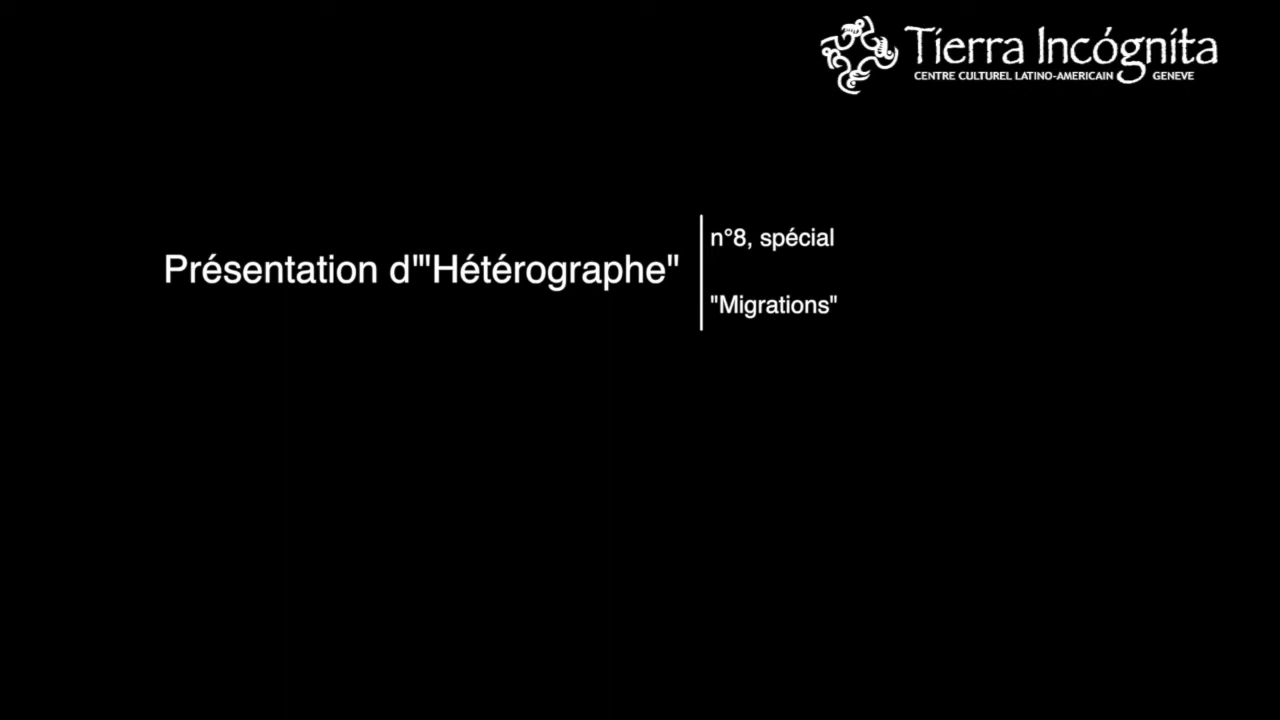 Tierra Incógnita
CENTRE CULTUREL LATINO-AMERICAIN GENEVE
Présentation d'"Hétérographe"
n°8, spécial
"Migrations"